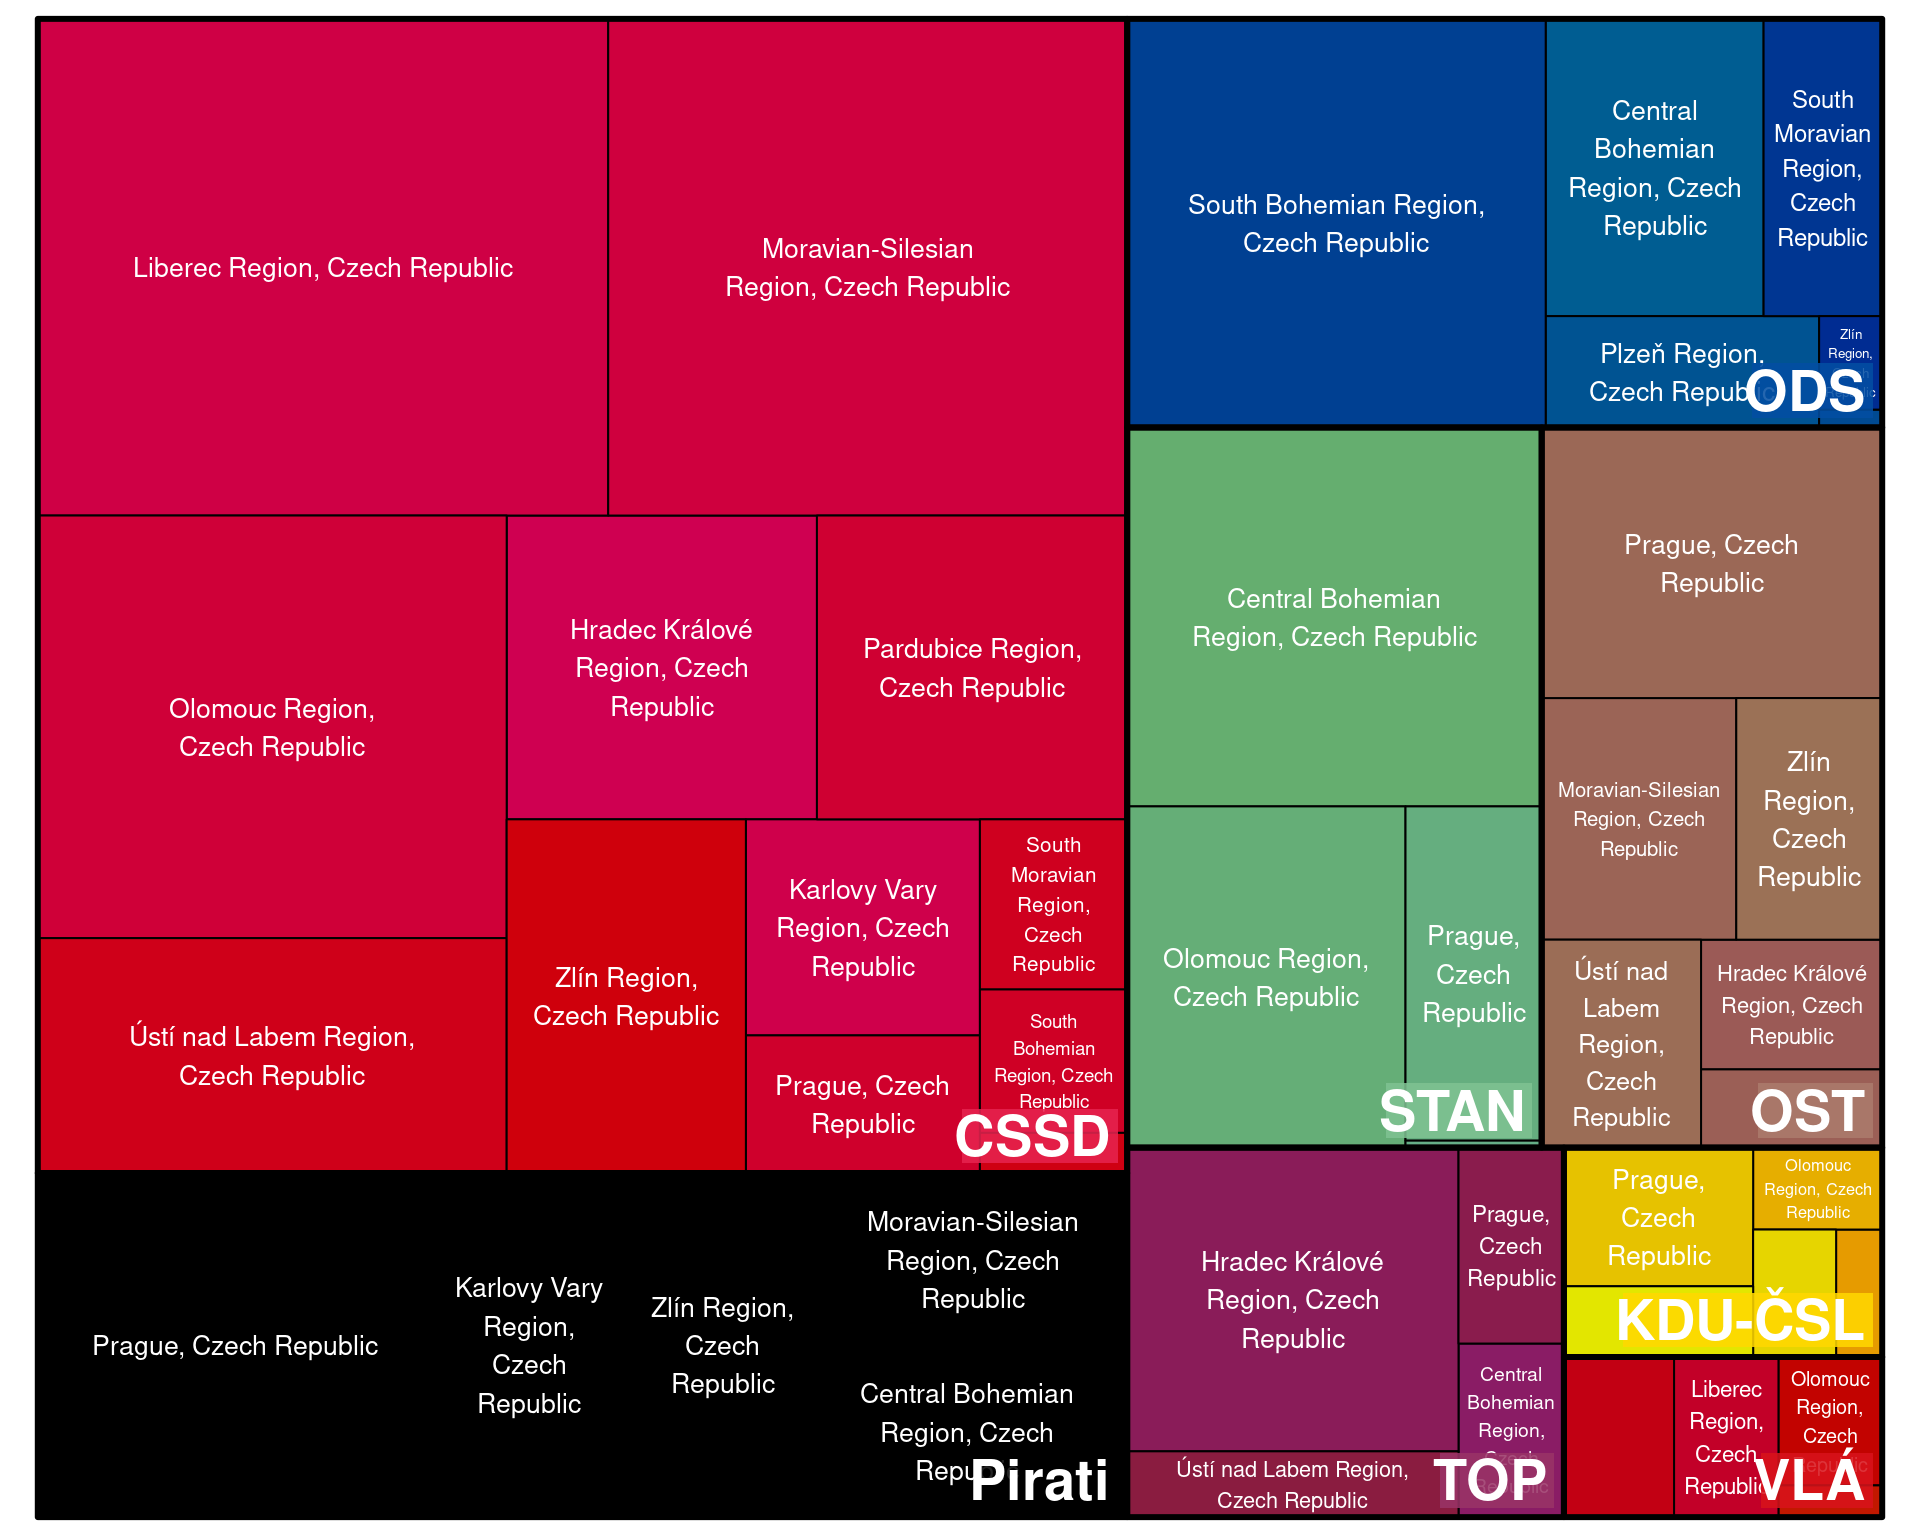 Liberec Region, Czech Republic
Moravian-Silesian
Region, Czech Republic
Olomouc Region,
Czech Republic
Hradec Králové
Region, Czech
Republic
Pardubice Region,
Czech Republic
Ústí nad Labem Region,
Czech Republic
Zlín Region,
Czech Republic
Karlovy Vary
Region, Czech
Republic
South
Moravian
Region,
Czech
Republic
Prague, Czech
Republic
South
Bohemian
Region, Czech
Republic
CSSD
Prague, Czech Republic
Karlovy Vary
Region,
Czech
Republic
Zlín Region,
Czech
Republic
Moravian-Silesian
Region, Czech
Republic
Central Bohemian
Region, Czech
Republic
Pirati
South Bohemian Region,
Czech Republic
Central
Bohemian
Region, Czech
Republic
South
Moravian
Region,
Czech
Republic
Plzeň Region,
Czech Republic
Zlín
Region,
Czech
Republic
ODS
Central Bohemian
Region, Czech Republic
Olomouc Region,
Czech Republic
Prague,
Czech
Republic
STAN
Prague, Czech
Republic
Moravian-Silesian
Region, Czech
Republic
Zlín
Region,
Czech
Republic
Ústí nad
Labem
Region,
Czech
Republic
Hradec Králové
Region, Czech
Republic
OST
Hradec Králové
Region, Czech
Republic
Prague,
Czech
Republic
Central
Bohemian
Region,
Czech
Republic
Ústí nad Labem Region,
Czech Republic
TOP
Prague,
Czech
Republic
Olomouc
Region, Czech
Republic
KDU-ČSL
Liberec
Region,
Czech
Republic
Olomouc
Region,
Czech
Republic
VLÁ